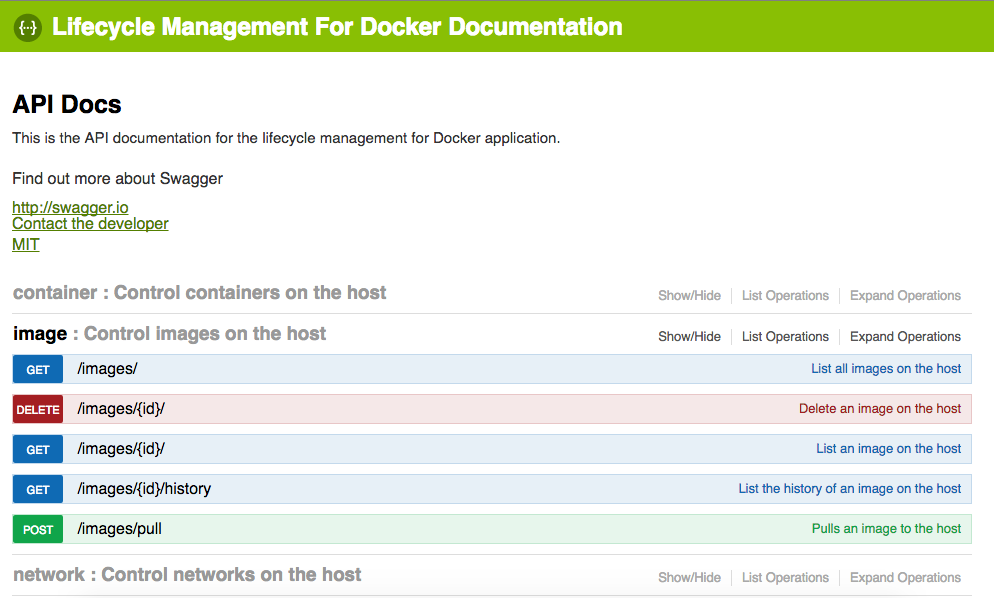 {···} Lifecycle Management For Docker Documentation
API Docs
This is the API documentation for the lifecycle management for Docker application.
Find out more about Swagger
http://swagger.io
Contact the developer
MIT
container : Control containers on the host Show/Hide List Operations Expand Operations
image : Control images on the host Show/Hide List Operations Expand Operations
GET /images/ List all images on the host
DELETE /images/{id}/ Delete an image on the host
GET /images/{id}/ List an image on the host
GET /images/{id}/history List the history of an image on the host
POST /images/pull Pulls an image to the host
network : Control networks on the host Show/Hide List Operations Expand Operations